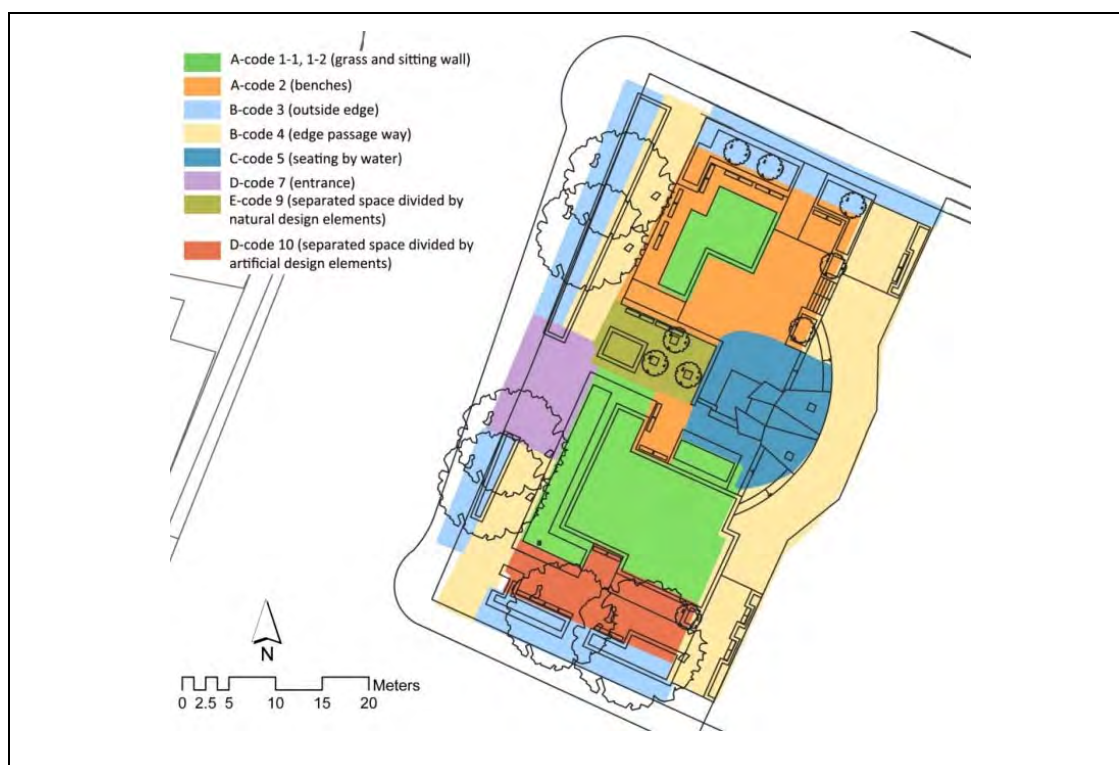 A-code 1-1, 1-2 (grass and sitting wall)
A-code 2 (benches)
B-code 3 (outside edge)
B-code 4 (edge passage way)
C-code 5 (seating by water)
D-code 7 (entrance)
E-code 9 (separated space divided by
natural design elements)
D-code 10 (separated space divided by
artificial design elements)
N
Meters
0 2.5 5 10 15 20